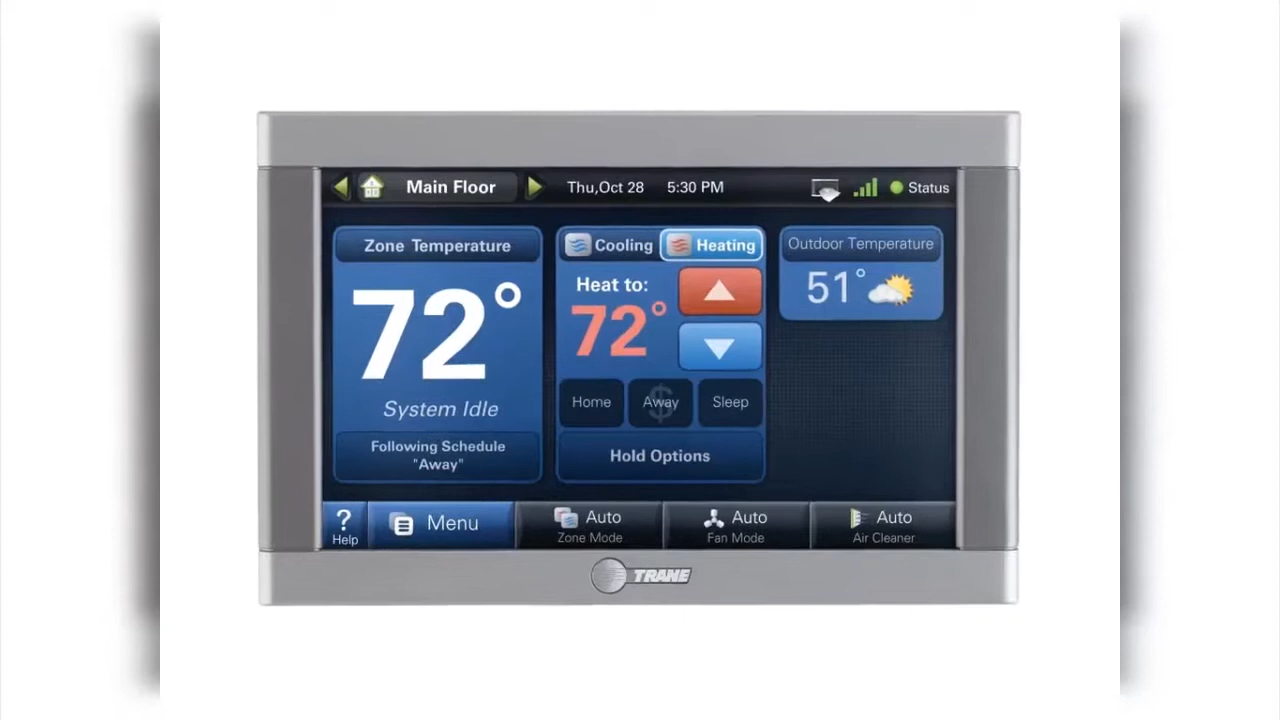 Main Floor
Thu,Oct 28 5:30 PM
Status
Zone Temperature
72°
System Idle
Following Schedule
"Away"
Cooling
Heating
Heat to:
72°
Home
Away
$
Sleep
Hold Options
Outdoor Temperature
51°
?
Help
Menu
Auto
Zone Mode
Auto
Fan Mode
Auto
Air Cleaner
TRANE